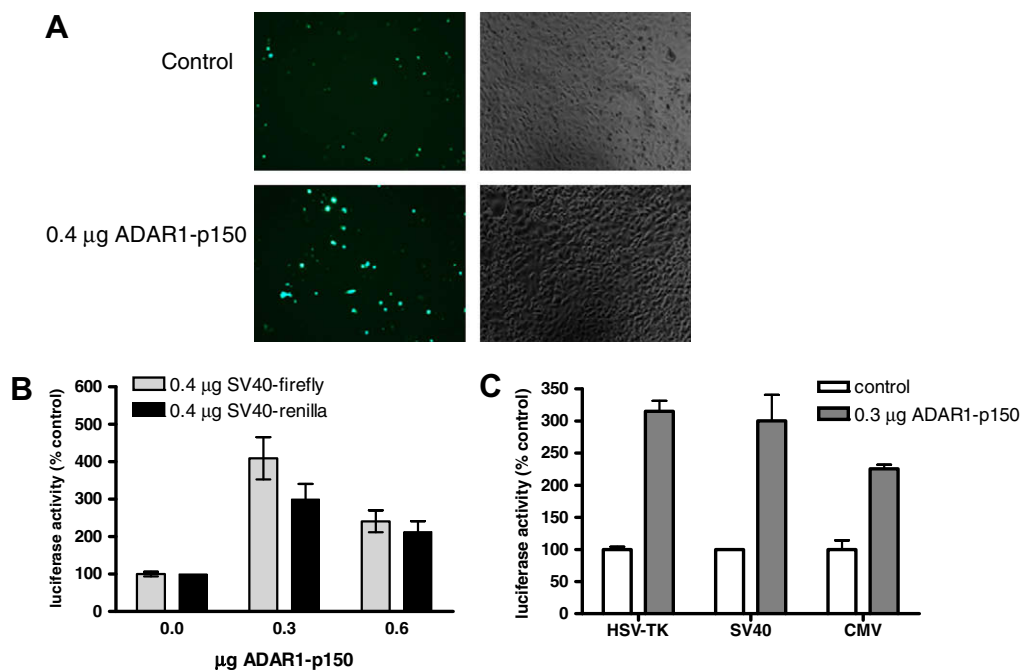 A
Control
0.4 µg ADAR1-p150
B
luciferase activity (% control)
600
500
400
300
200
100
0
0.4 µg SV40-firefly
0.4 µg SV40-renilla
0.0
0.3
0.6
µg ADAR1-p150
C
luciferase activity (% control)
350
300
250
200
150
100
50
0
control
0.3 µg ADAR1-p150
HSV-TK
SV40
CMV